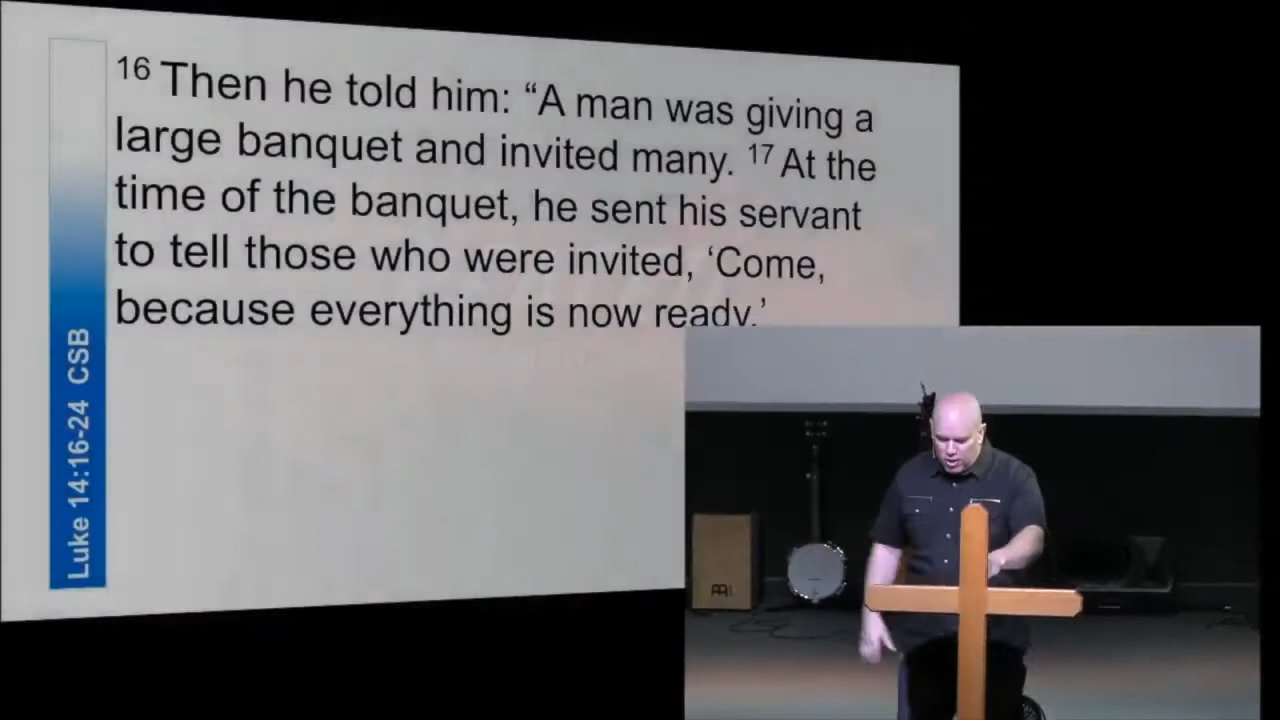 16 Then he told him: “A man was giving a
large banquet and invited many. 17 At the
time of the banquet, he sent his servant
to tell those who were invited, ‘Come,
because everything is now ready.’
Luke 14:16-24 CSB